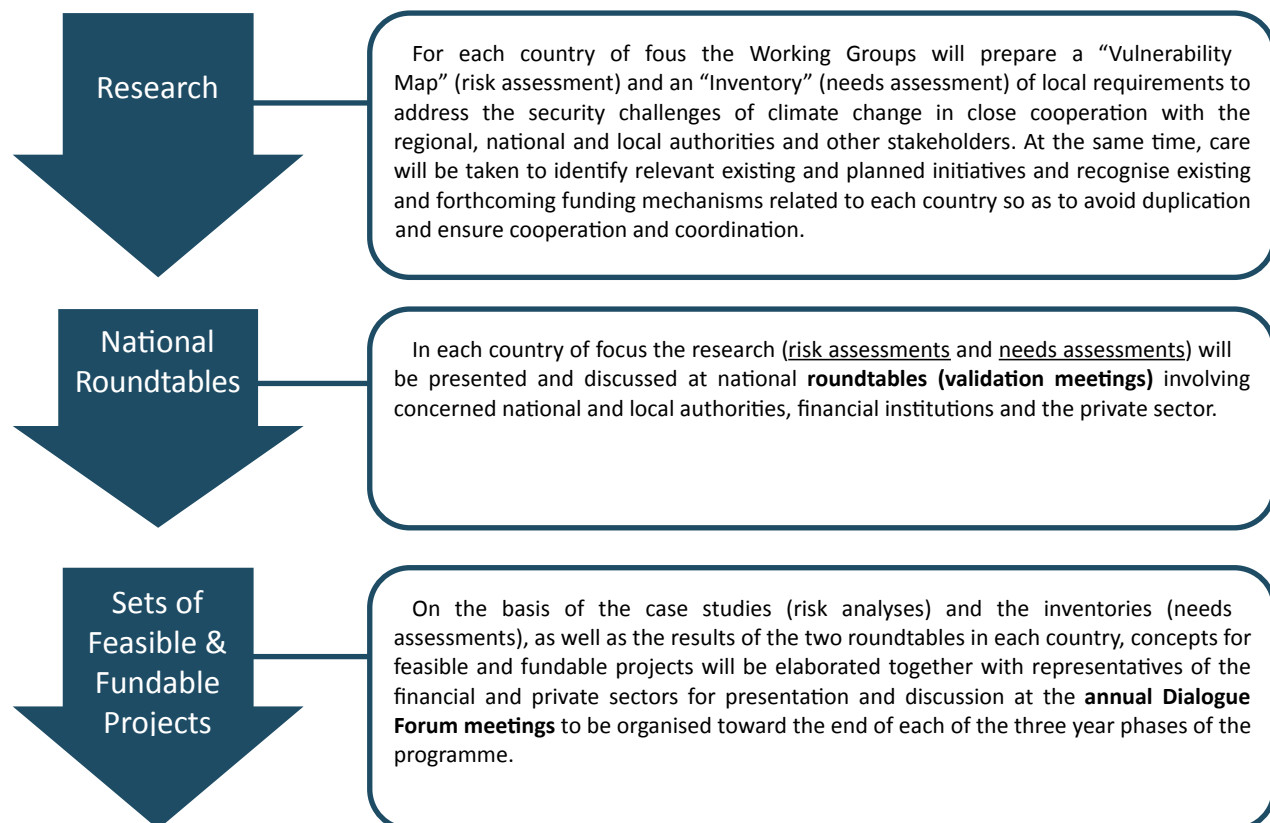 Research
For each country of fous the Working Groups will prepare a “Vulnerability
Map” (risk assessment) and an “Inventory” (needs assessment) of local requirements to
address the security challenges of climate change in close cooperation with the
regional, national and local authorities and other stakeholders. At the same time, care
will be taken to identify relevant existing and planned initiatives and recognise existing
and forthcoming funding mechanisms related to each country so as to avoid duplication
and ensure cooperation and coordination.
National
Roundtables
In each country of focus the research (risk assessments and needs assessments) will
be presented and discussed at national roundtables (validation meetings) involving
concerned national and local authorities, financial institutions and the private sector.
Sets of
Feasible &
Fundable
Projects
On the basis of the case studies (risk analyses) and the inventories (needs
assessments), as well as the results of the two roundtables in each country, concepts for
feasible and fundable projects will be elaborated together with representatives of the
financial and private sectors for presentation and discussion at the annual Dialogue
Forum meetings to be organised toward the end of each of the three year phases of the
programme.